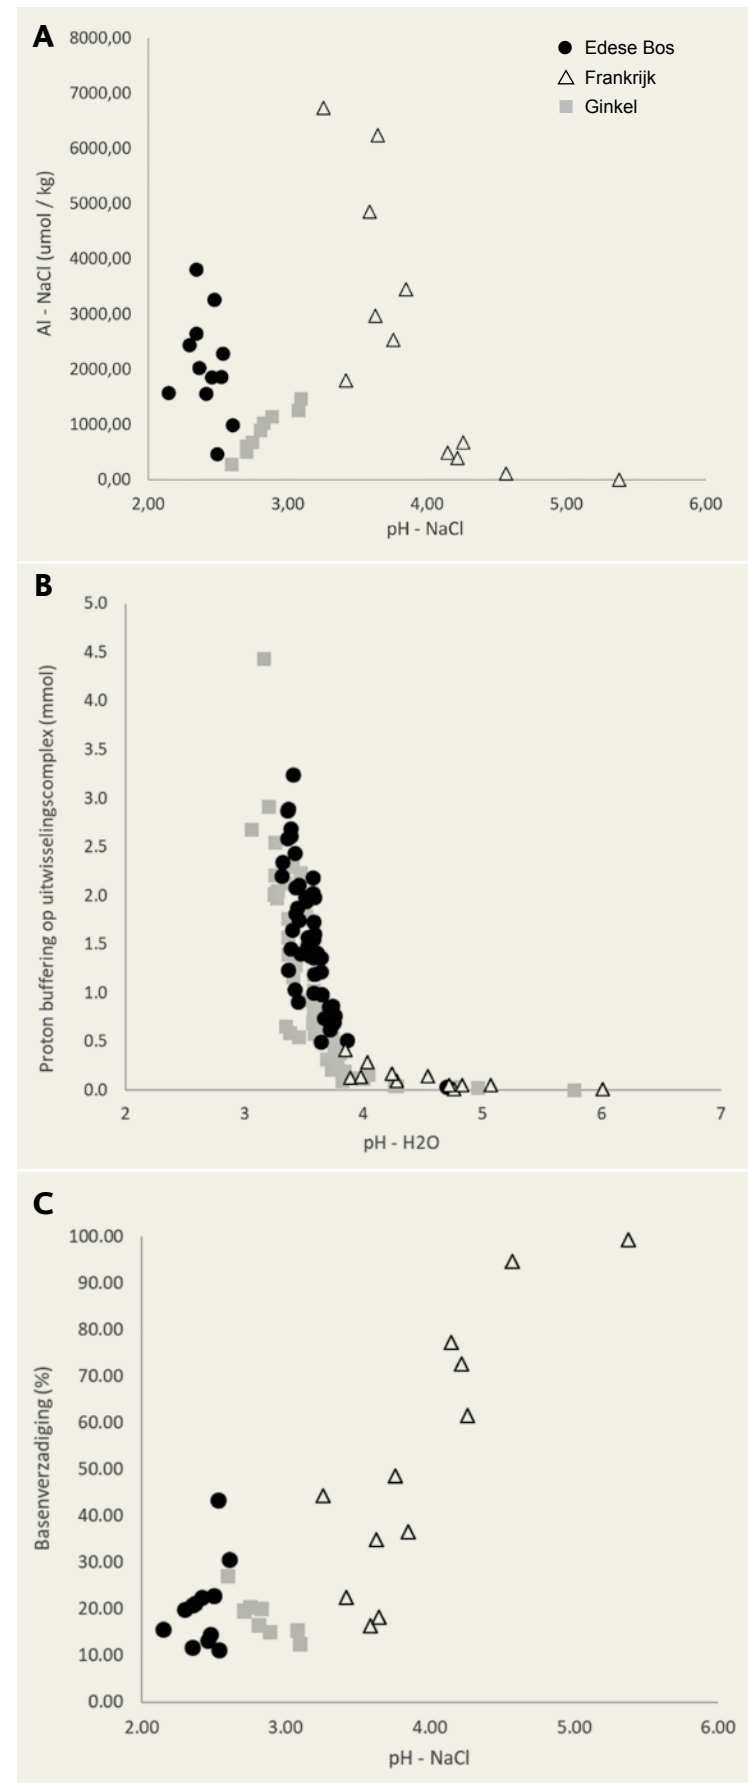 A
8000,00
7000,00
6000,00
5000,00
4000,00
3000,00
2000,00
1000,00
0,00
Al - NaCl (umol / kg)
Edese Bos
Frankrijk
Ginkel
2,00 3,00 4,00 5,00 6,00
pH - NaCl
B
5.0
4.5
4.0
3.5
3.0
2.5
2.0
1.5
1.0
0.5
0.0
Proton buffering op uitwisselingscomplex (mmol)
2 3 4 5 6 7
pH - H2O
C
100.00
90.00
80.00
70.00
60.00
50.00
40.00
30.00
20.00
10.00
0.00
Basenverzadiging (%)
2.00 3.00 4.00 5.00 6.00
pH - NaCl